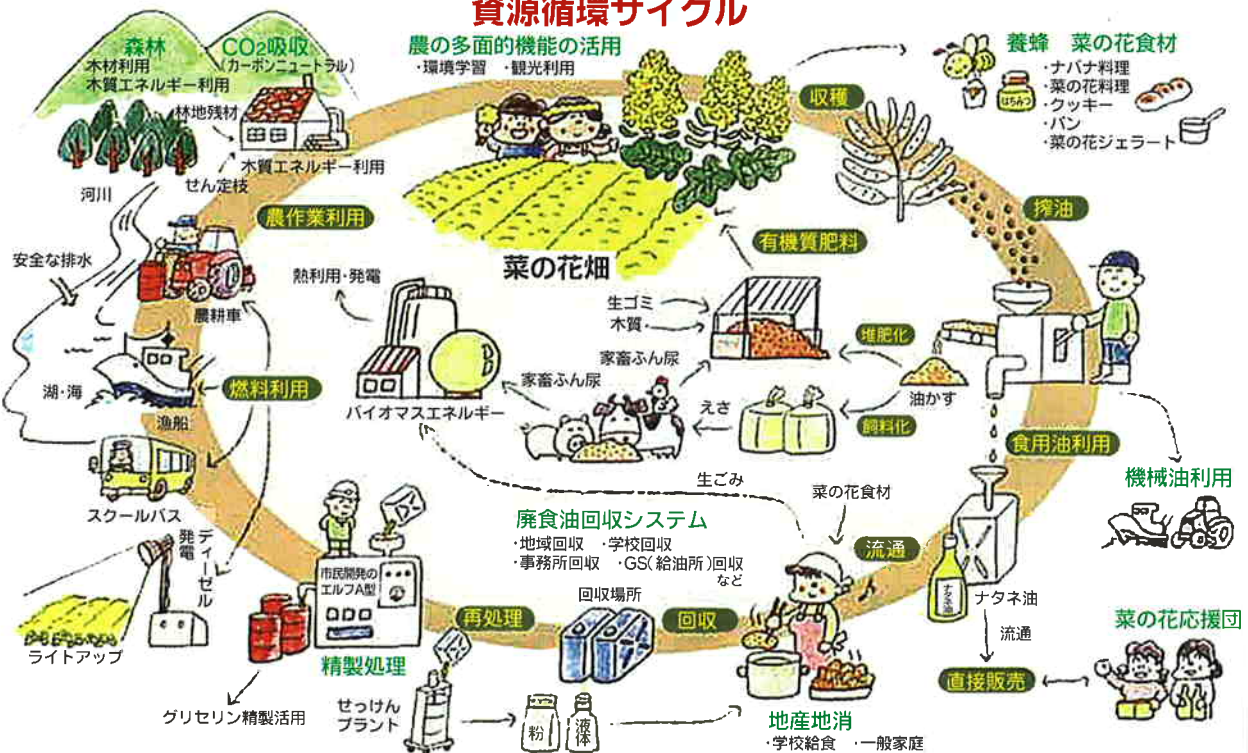 資源循環サイクル
森林
木材利用
木質エネルギー利用
CO2吸収
(カーボンニュートラル)
林地残材
木質エネルギー利用
せん定枝
河川
農の多面的機能の活用
・環境学習 ・観光利用
収穫
養蜂 菜の花食材
・ナバナ料理
・菜の花料理
・クッキー
・パン
・菜の花ジェラート
はちみつ
搾油
農作業利用
菜の花畑
有機質肥料
安全な排水
農耕車
熱利用・発電
生ゴミ
木質
堆肥化
家畜ふん尿
家畜ふん尿
油かす
湖・海
燃料利用
漁船
バイオマスエネルギー
えさ
飼料化
食用油利用
機械油利用
スクールバス
生ごみ
菜の花食材
廃食油回収システム
・地域回収 ・学校回収
・事務所回収 ・GS(給油所)回収
など
流通
ディーゼル
発電
市民開発の
エルフA型
回収場所
再処理
回収
ナタネ油
ナタネ油
流通
菜の花応援団
ライトアップ
精製処理
直接販売
グリセリン精製活用
せっけん
プラント
粉
液体
地産地消
・学校給食 ・一般家庭